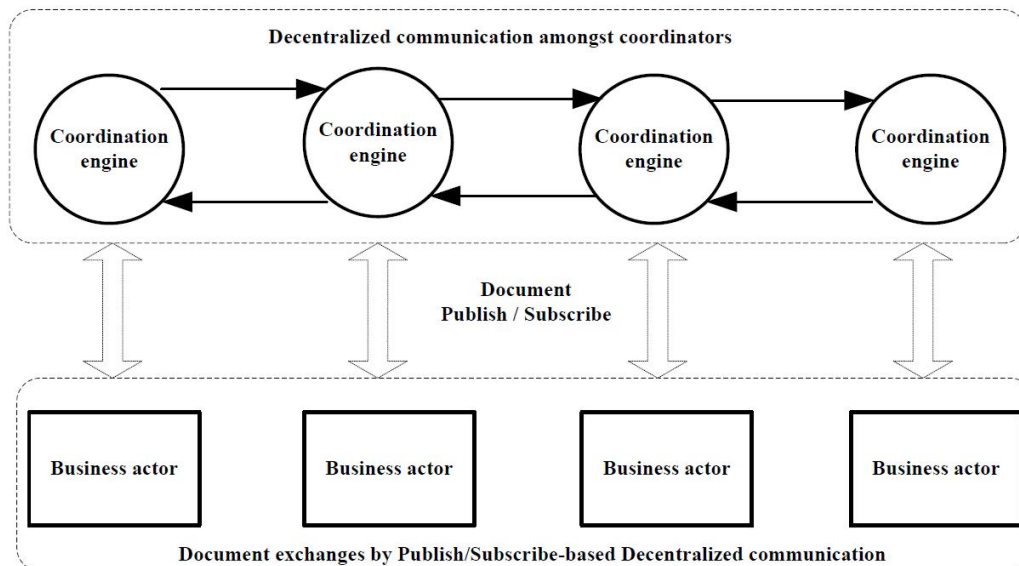 Decentralized communication amongst coordinators
Coordination
engine
Coordination
engine
Coordination
engine
Coordination
engine
Document
Publish / Subscribe
Business actor
Business actor
Business actor
Business actor
Document exchanges by Publish/Subscribe-based Decentralized communication